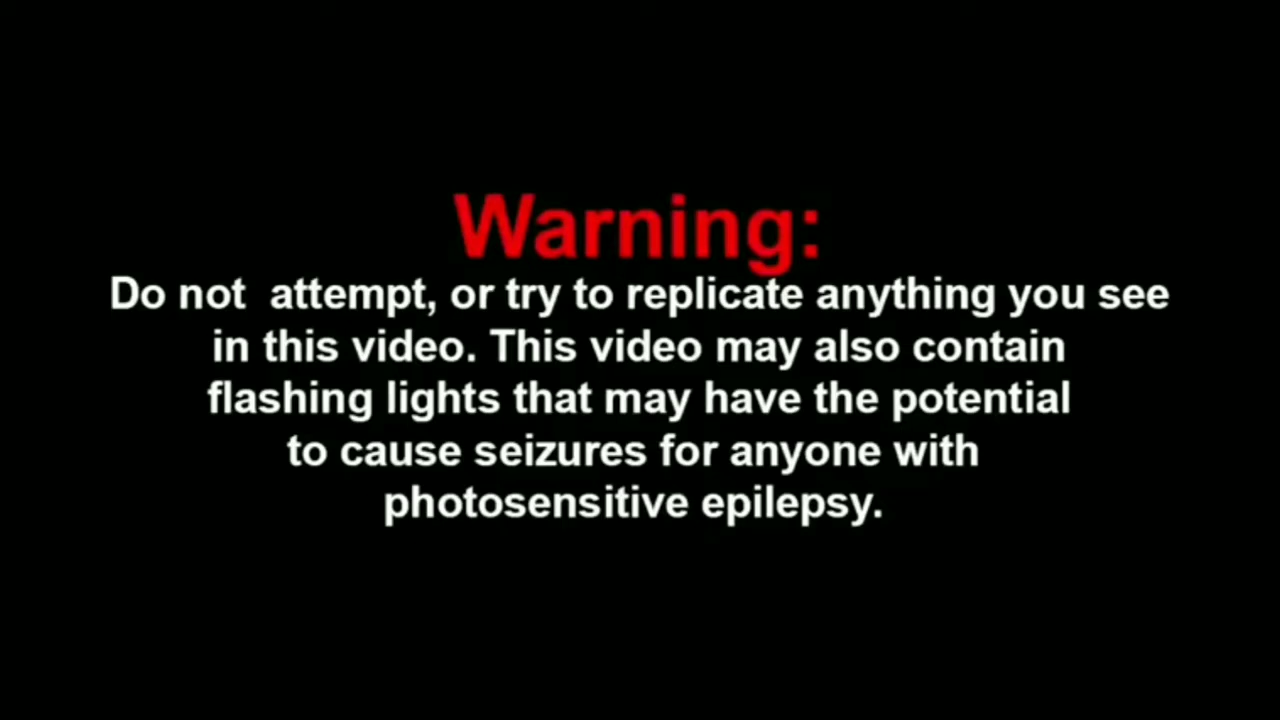 Warning:
Do not  attempt, or try to replicate anything you see
in this video. This video may also contain
flashing lights that may have the potential
to cause seizures for anyone with
photosensitive epilepsy.